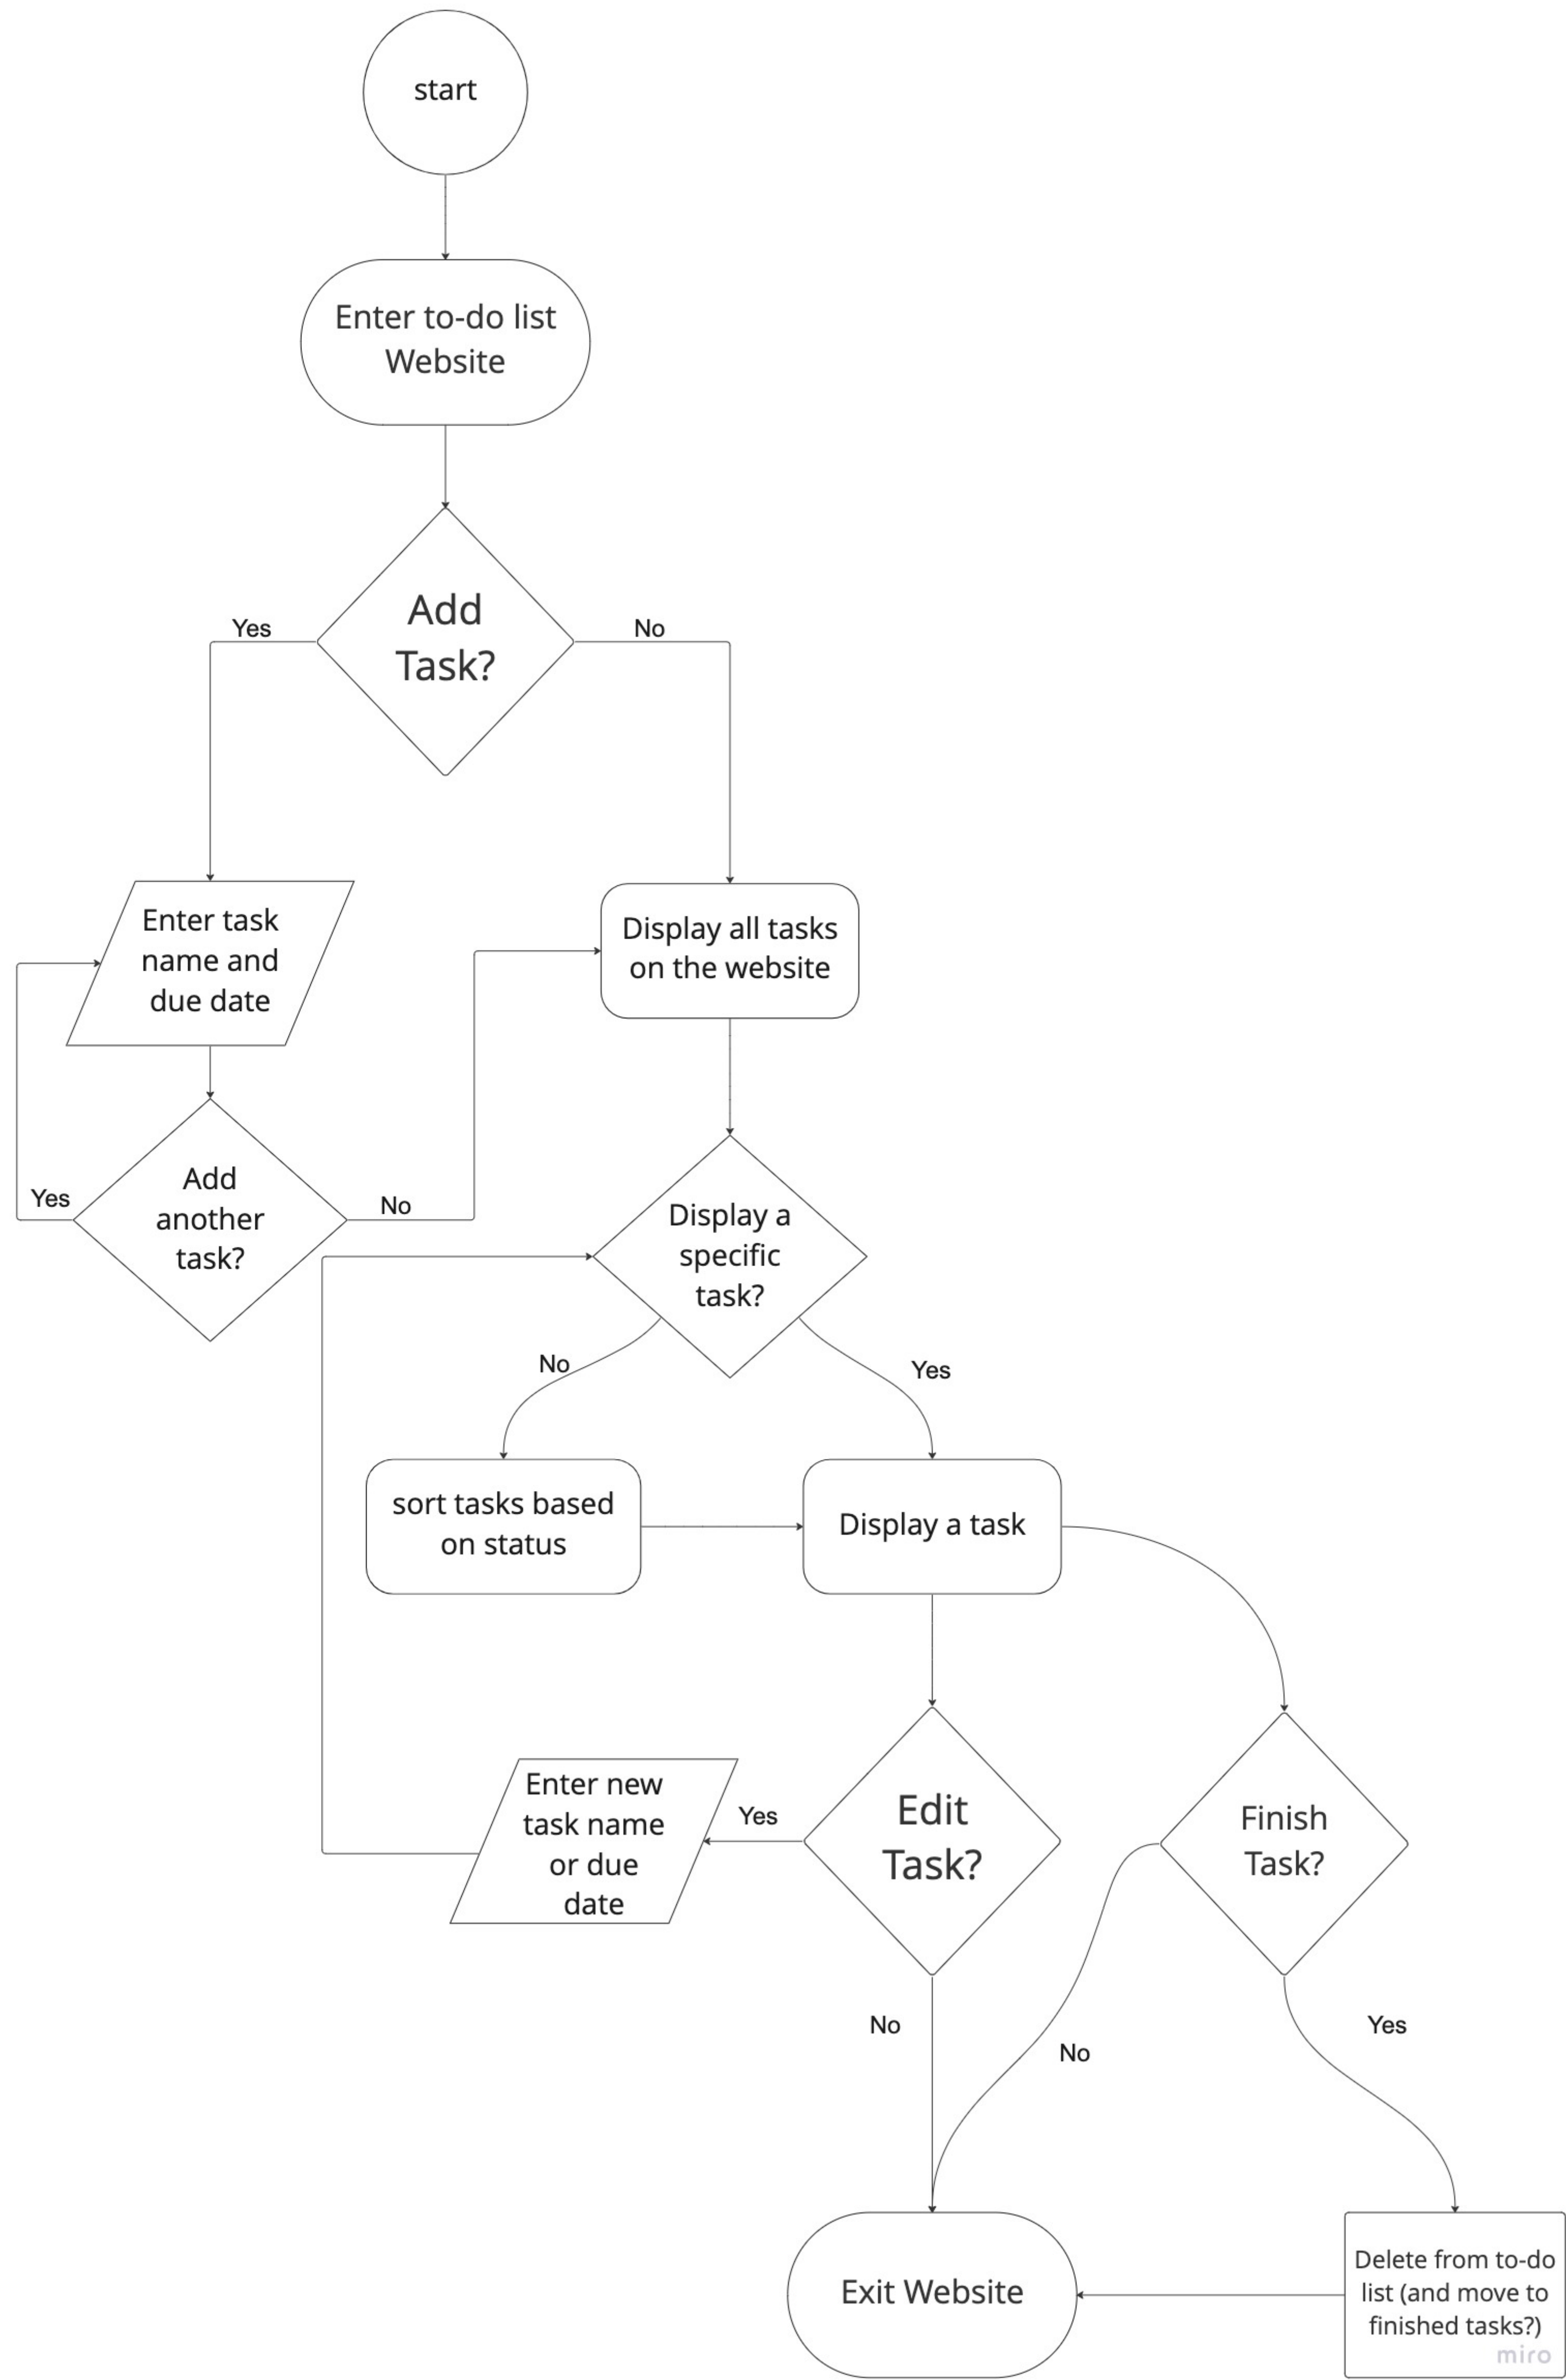 start
Enter to-do list
Website
Add
Task?
Yes
No
Enter task
name and
due date
Display all tasks
on the website
Add
another
task?
Yes
No
Display a
specific
task?
No
Yes
sort tasks based
on status
Display a task
Enter new
task name
or due
date
Yes
Edit
Task?
Finish
Task?
No
No
Yes
Exit Website
Delete from to-do
list (and move to
finished tasks?)
miro